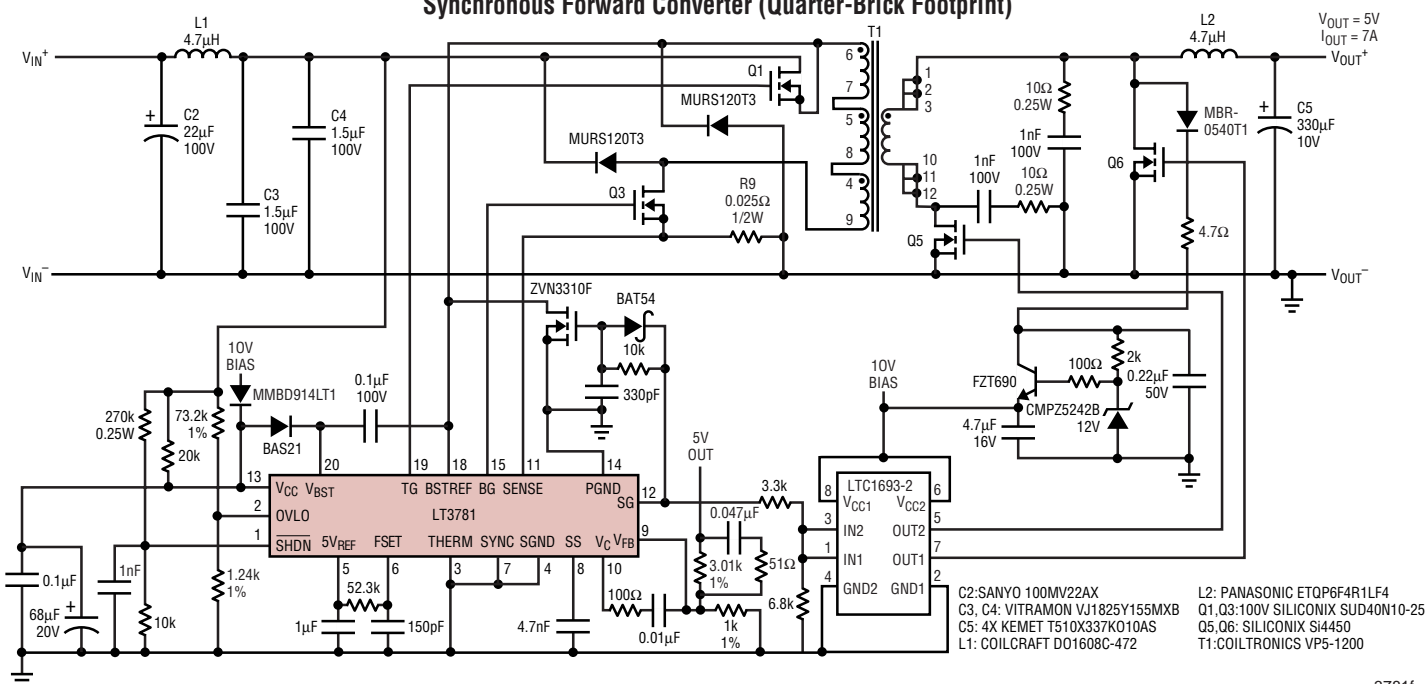 Synchronous Forward Converter (Quarter-Brick Footprint)
VIN+
L1
4.7µH
C2
22µF
100V
C3
1.5µF
100V
C4
1.5µF
100V
VIN−
MURS120T3
MURS120T3
Q1
Q3
R9
0.025Ω
1/2W
T1
6
7
5
8
4
9
1
2
3
10
11
12
1nF
100V
10Ω
0.25W
10Ω
0.25W
1nF
100V
Q5
Q6
MBR-
0540T1
4.7Ω
L2
4.7µH
C5
330µF
10V
VOUT = 5V
IOUT = 7A
VOUT+
VOUT−
10V
BIAS
MMBD914LT1
270k
0.25W
20k
73.2k
1%
BAS21
0.1µF
100V
ZVN3310F
BAT54
10k
330pF
13
2
1
20
19
18
15
11
14
12
9
VCC
VBST
TG
BSTREF
BG
SENSE
PGND
SG
OVLO
LT3781
SHDN
5VREF
FSET
THERM
SYNC
SGND
SS
VC
VFB
5
6
3
7
4
8
10
0.1µF
68µF
20V
1nF
10k
1.24k
1%
1µF
52.3k
150pF
4.7nF
100Ω
0.01µF
5V
OUT
0.047µF
3.01k
1%
51Ω
1k
1%
3.3k
6.8k
10V
BIAS
FZT690
4.7µF
16V
100Ω
2k
CMPZ5242B
12V
0.22µF
50V
LTC1693-2
8
VCC1
VCC2
6
3
IN2
OUT2
5
1
IN1
OUT1
7
4
GND2
GND1
2
C2:SANYO 100MV22AX
C3, C4: VITRAMON VJ1825Y155MXB
C5: 4X KEMET T510X337KO10AS
L1: COILCRAFT DO1608C-472
L2: PANASONIC ETQP6F4R1LF4
Q1,Q3:100V SILICONIX SUD40N10-25
Q5,Q6: SILICONIX Si4450
T1:COILTRONICS VP5-1200